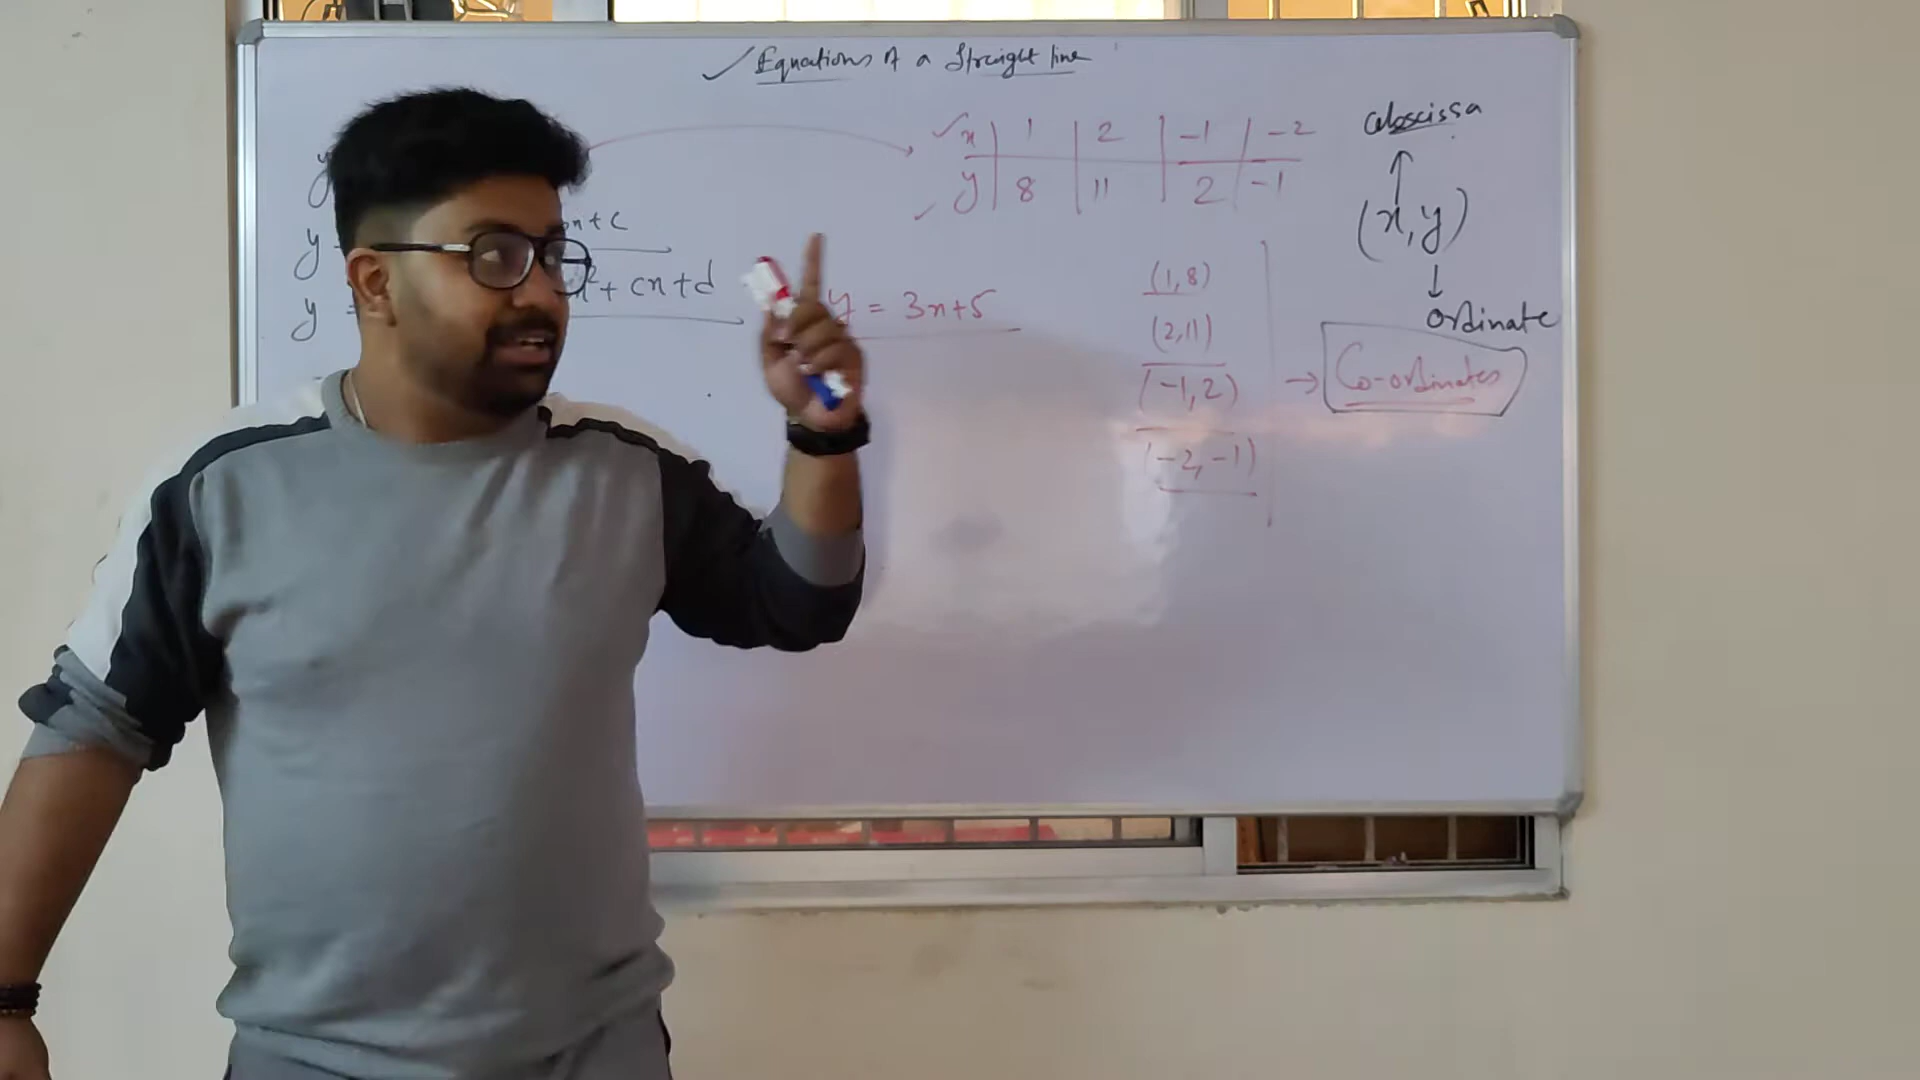 ✓ Equations of a straight line
✓ x | 1 | 2 | -1 | -2
✓ y | 8 | 11 | 2 | -1
abscissa
↑
(x,y)
↓
ordinate
y
y
x+c
y =
x²+ cx+d
y = 3x+5
(1,8)
(2,11)
(-1,2)
(-2,-1)
→ Co-ordinates